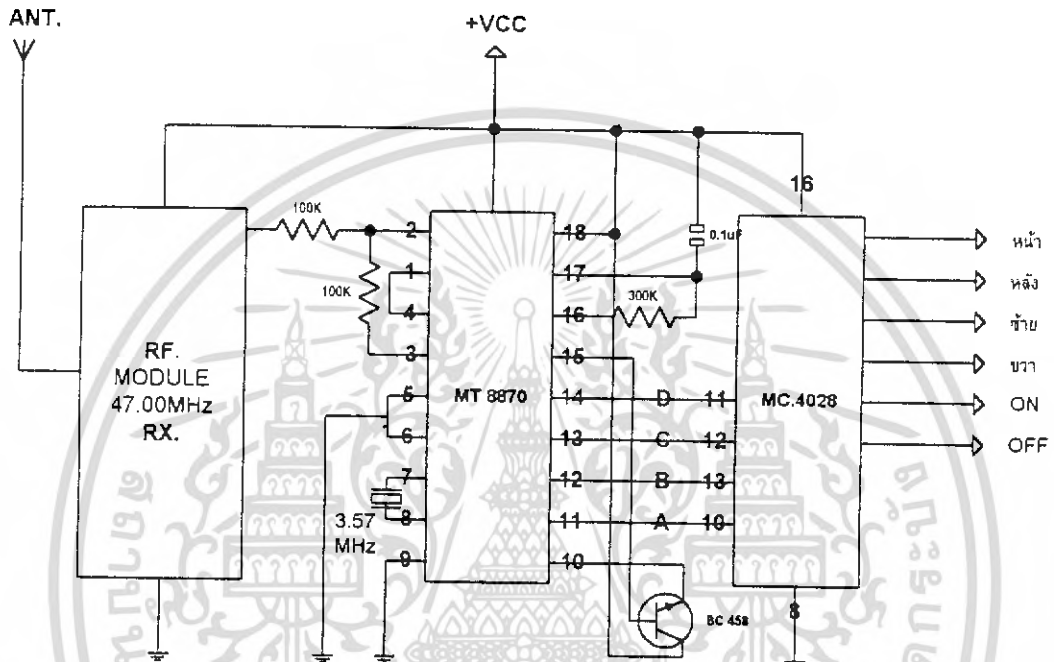 ANT.
+VCC
RF.
MODULE
47.00MHz
RX.
100K
100K
2
1
4
3
5
6
7
8
9
3.57
MHz
MT 8870
18
17
16
15
14
13
12
11
10
0.1uF
300K
D
C
B
A
BC 458
16
11
12
13
10
8
MC.4028
หน้า
หลัง
ซ้าย
ขวา
ON
OFF